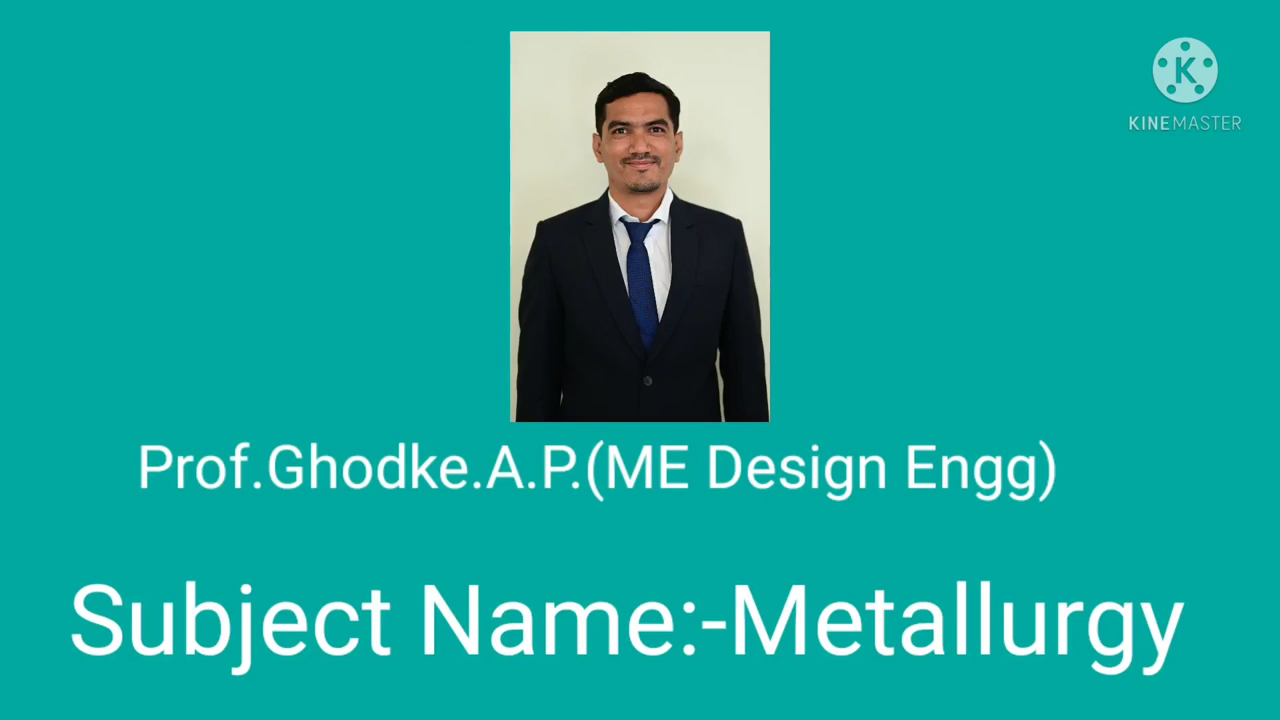 K
KINEMASTER
Prof.Ghodke.A.P.(ME Design Engg)
Subject Name:-Metallurgy